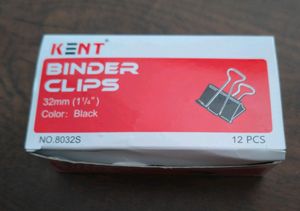 KENT
BINDER
CLIPS
32mm (1¼")
Color: Black
NO.8032S
12 PCS